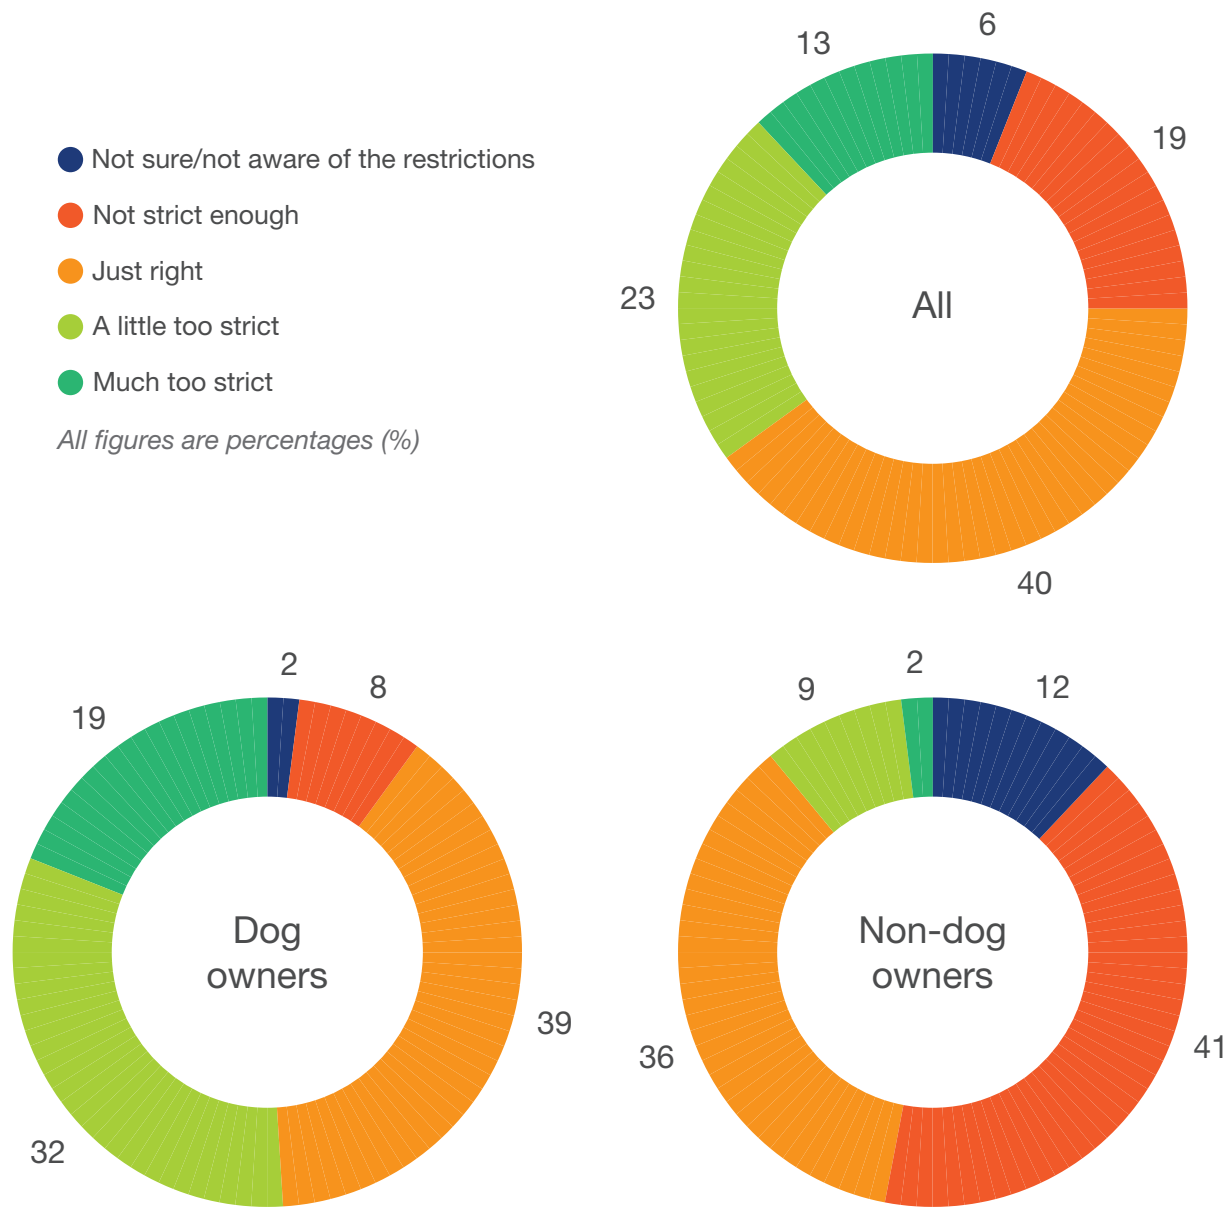 Not sure/not aware of the restrictions
Not strict enough
Just right
A little too strict
Much too strict
All figures are percentages (%)
13
6
19
23
All
40
2
8
19
Dog
owners
39
32
9
2
12
Non-dog
owners
36
41